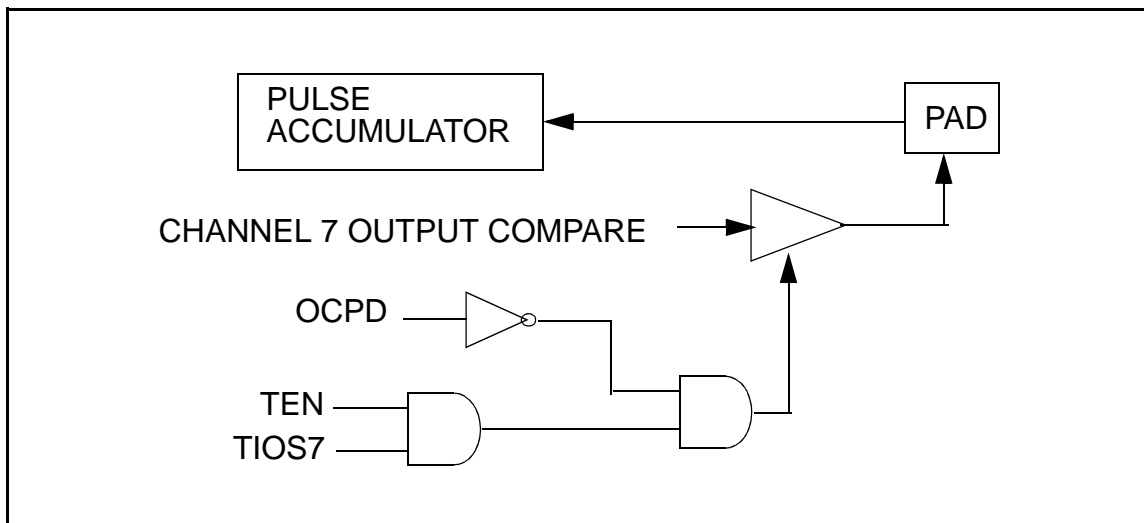 PULSE
ACCUMULATOR
PAD
CHANNEL 7 OUTPUT COMPARE
OCPD
TEN
TIOS7